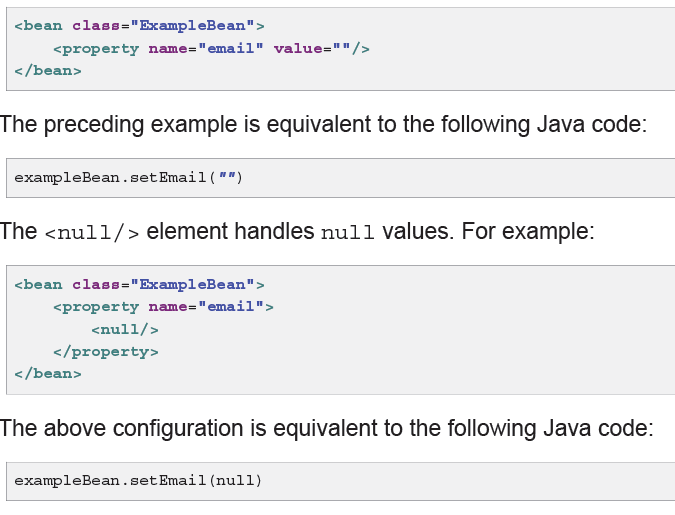 <bean class="ExampleBean">
    <property name="email" value=""/>
</bean>
The preceding example is equivalent to the following Java code:
exampleBean.setEmail("")
The <null/> element handles null values. For example:
<bean class="ExampleBean">
    <property name="email">
        <null/>
    </property>
</bean>
The above configuration is equivalent to the following Java code:
exampleBean.setEmail(null)